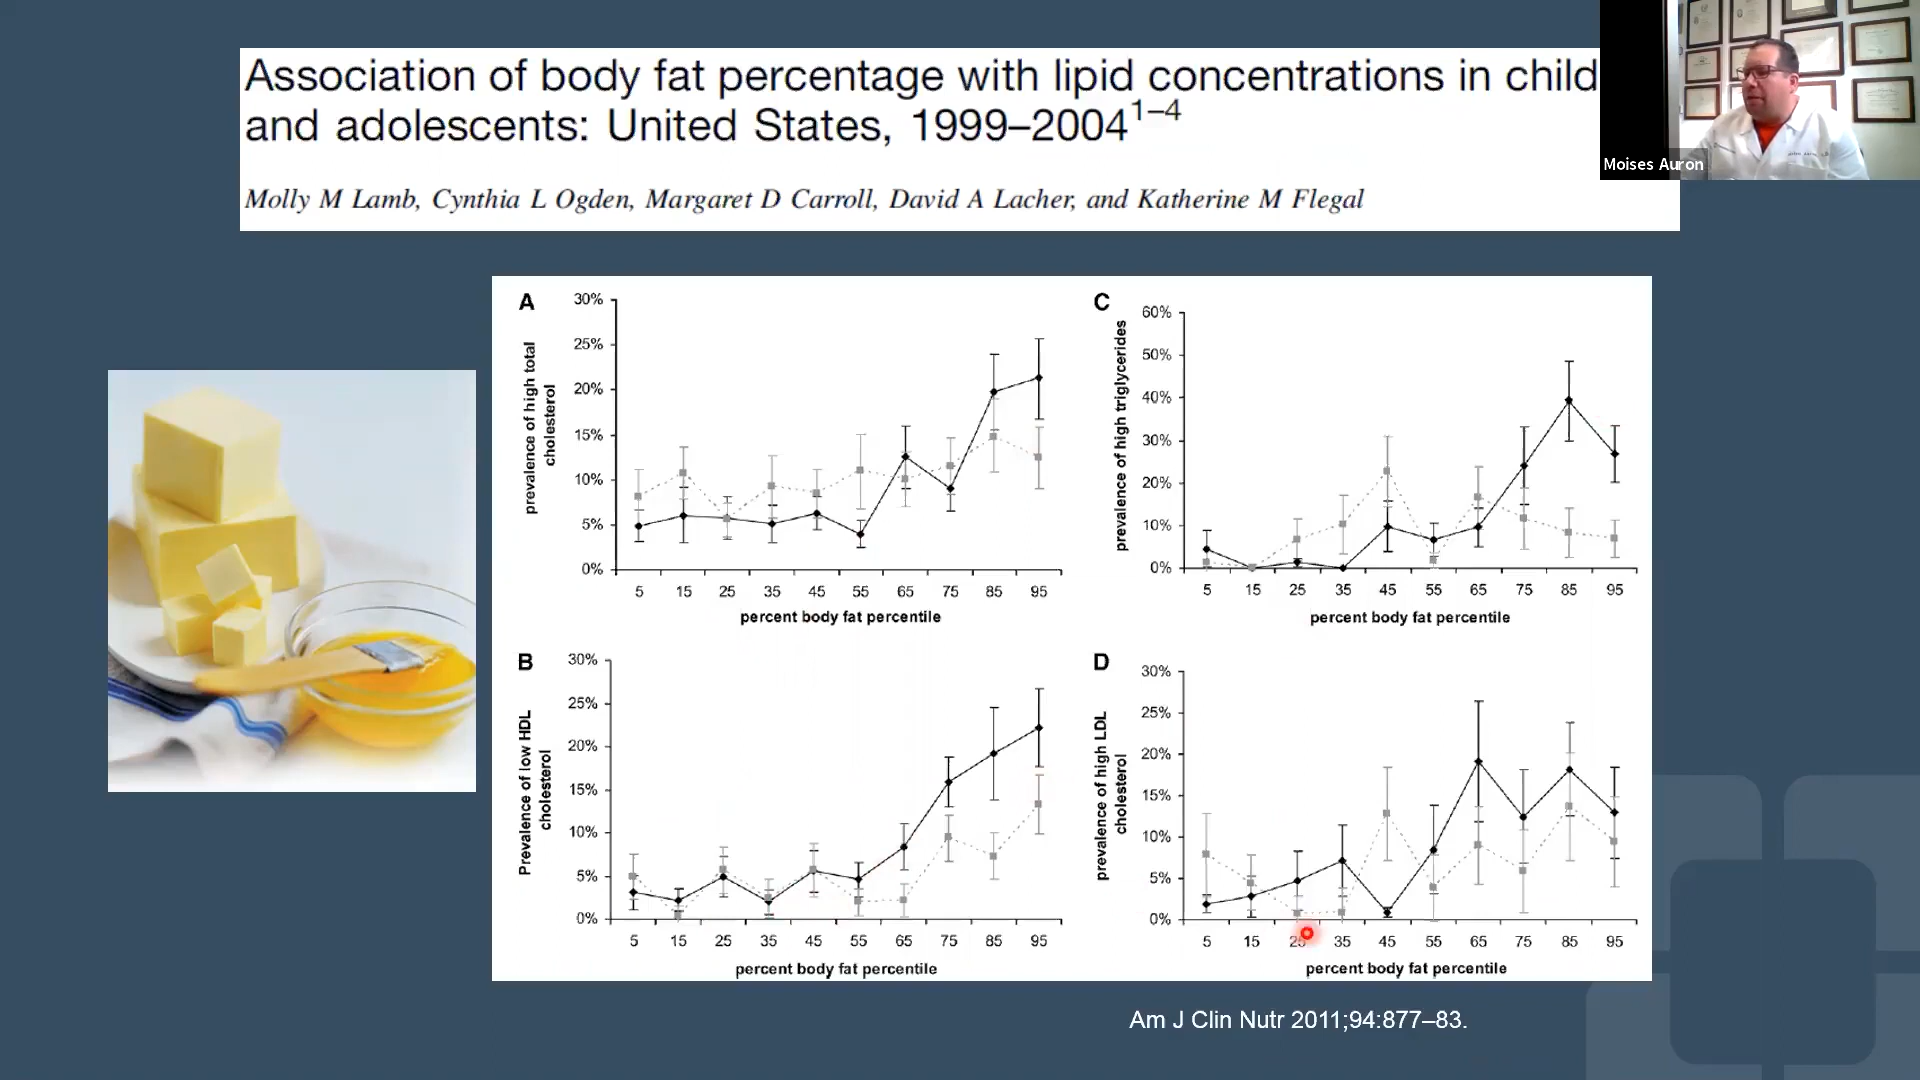 Association of body fat percentage with lipid concentrations in child
and adolescents: United States, 1999–2004¹⁻⁴
Molly M Lamb, Cynthia L Ogden, Margaret D Carroll, David A Lacher, and Katherine M Flegal
Moises Auron
A
prevalence of high total
cholesterol
30%
25%
20%
15%
10%
5%
0%
5 15 25 35 45 55 65 75 85 95
percent body fat percentile
C
prevalence of high triglycerides
60%
50%
40%
30%
20%
10%
0%
5 15 25 35 45 55 65 75 85 95
percent body fat percentile
B
Prevalence of low HDL
cholesterol
30%
25%
20%
15%
10%
5%
0%
5 15 25 35 45 55 65 75 85 95
percent body fat percentile
D
prevalence of high LDL
cholesterol
30%
25%
20%
15%
10%
5%
0%
5 15 25 35 45 55 65 75 85 95
percent body fat percentile
Am J Clin Nutr 2011;94:877–83.